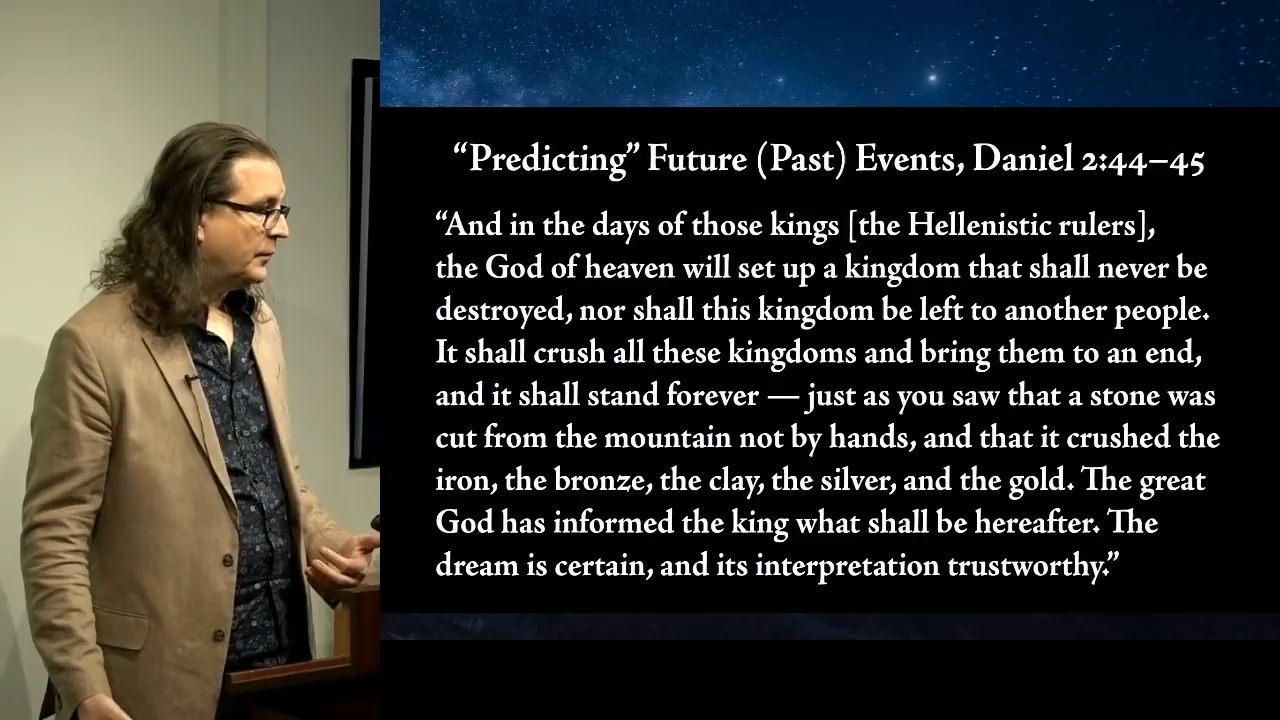 “Predicting” Future (Past) Events, Daniel 2:44–45
“And in the days of those kings [the Hellenistic rulers],
the God of heaven will set up a kingdom that shall never be
destroyed, nor shall this kingdom be left to another people.
It shall crush all these kingdoms and bring them to an end,
and it shall stand forever — just as you saw that a stone was
cut from the mountain not by hands, and that it crushed the
iron, the bronze, the clay, the silver, and the gold. The great
God has informed the king what shall be hereafter. The
dream is certain, and its interpretation trustworthy.”